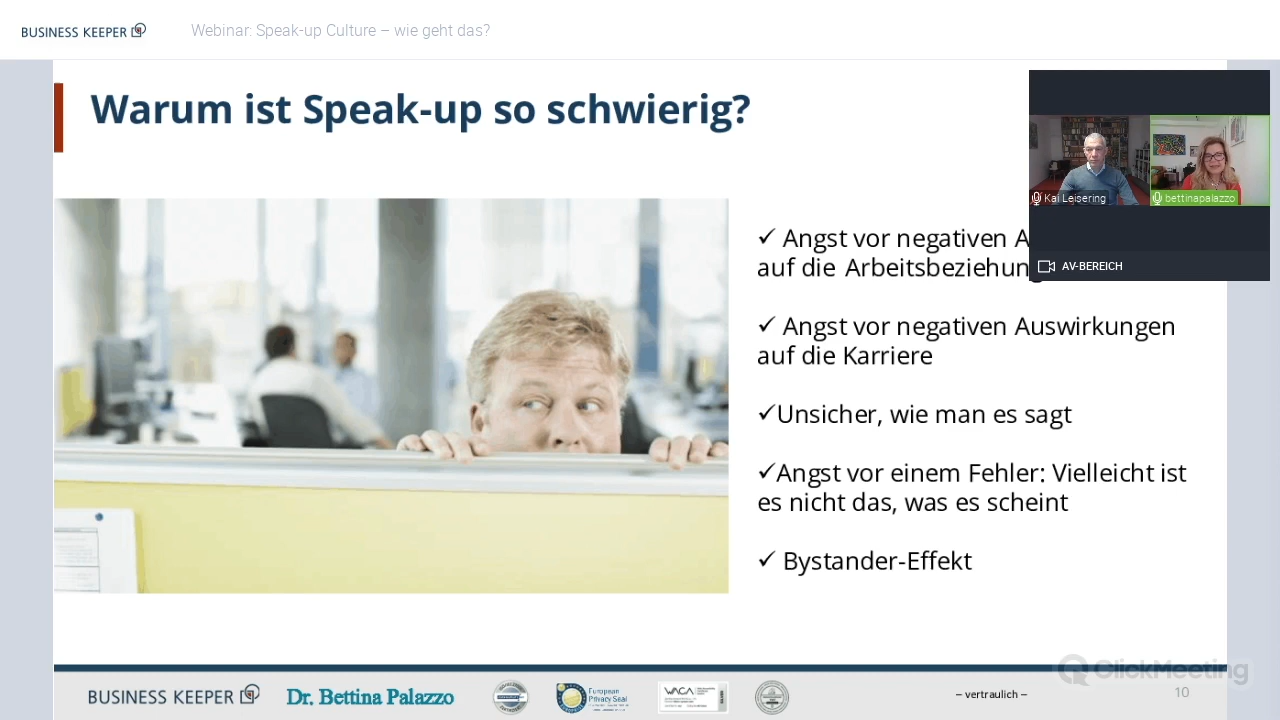 BUSINESS KEEPER
Webinar: Speak-up Culture – wie geht das?
Warum ist Speak-up so schwierig?
Kai Leisering
bettinapalazzo
AV-BEREICH
✓ Angst vor negativen A
auf die Arbeitsbeziehung
✓ Angst vor negativen Auswirkungen
auf die Karriere
✓Unsicher, wie man es sagt
✓Angst vor einem Fehler: Vielleicht ist
es nicht das, was es scheint
✓ Bystander-Effekt
ClickMeeting
BUSINESS KEEPER
Dr. Bettina Palazzo
European
Privacy Seal
WACA
– vertraulich –
10